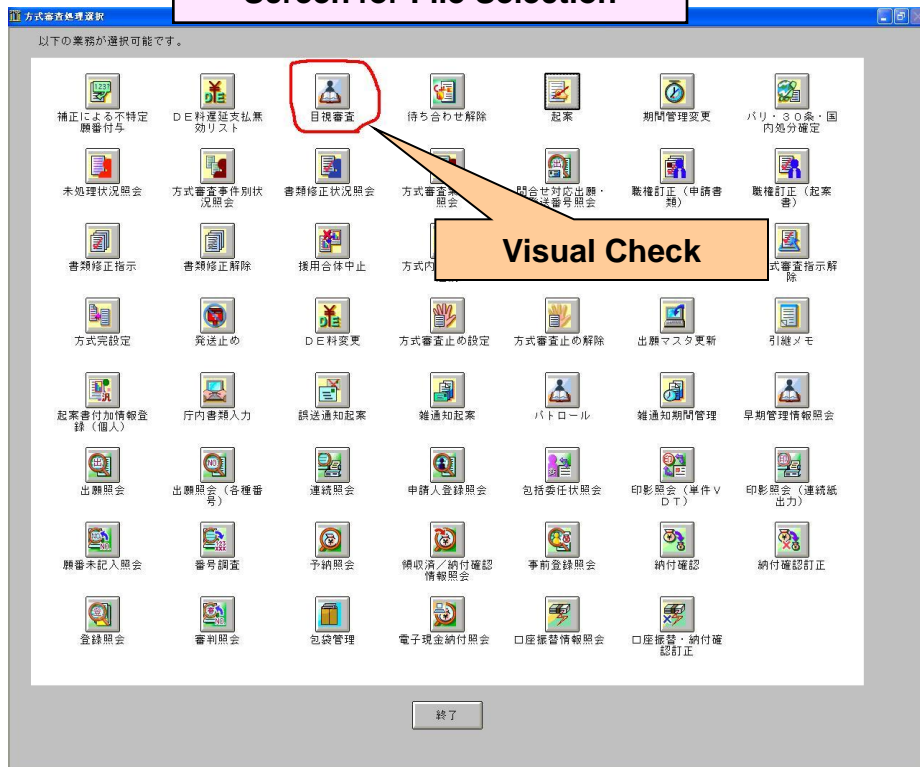 Screen for File Selection
方式審査処理選択
以下の業務が選択可能です。
補正による不特定
願番付与
ＤＥ料遅延支払無
効リスト
目視審査
待ち合わせ解除
起案
期間管理変更
パリ・３０条・国
内処分確定
未処理状況照会
方式審査事件別状
況照会
書類修正状況照会
方式審査
照会
問合せ対応出願・
発送番号照会
職権訂正（申請書
類）
職権訂正（起案
書）
Visual Check
書類修正指示
書類修正解除
援用合体中止
方式内
式審査指示解
除
方式完設定
発送止め
ＤＥ料変更
方式審査止め設定
方式審査止め解除
出願マスタ更新
引継メモ
起案書付加情報登
録（個人）
庁内書類入力
誤送通知起案
雑通知起案
パトロール
雑通知期間管理
早期管理情報照会
出願照会
出願照会（各種番
号）
連続照会
申請人登録照会
包括委任状照会
印影照会（単件Ｖ
ＤＴ）
印影照会（連続紙
出力）
願番未記入照会
番号調査
予納照会
領収済／納付確認
情報照会
事前登録照会
納付確認
納付確認訂正
登録照会
審判照会
包袋管理
電子現金納付照会
口座振替情報照会
口座振替・納付確
認訂正
終了